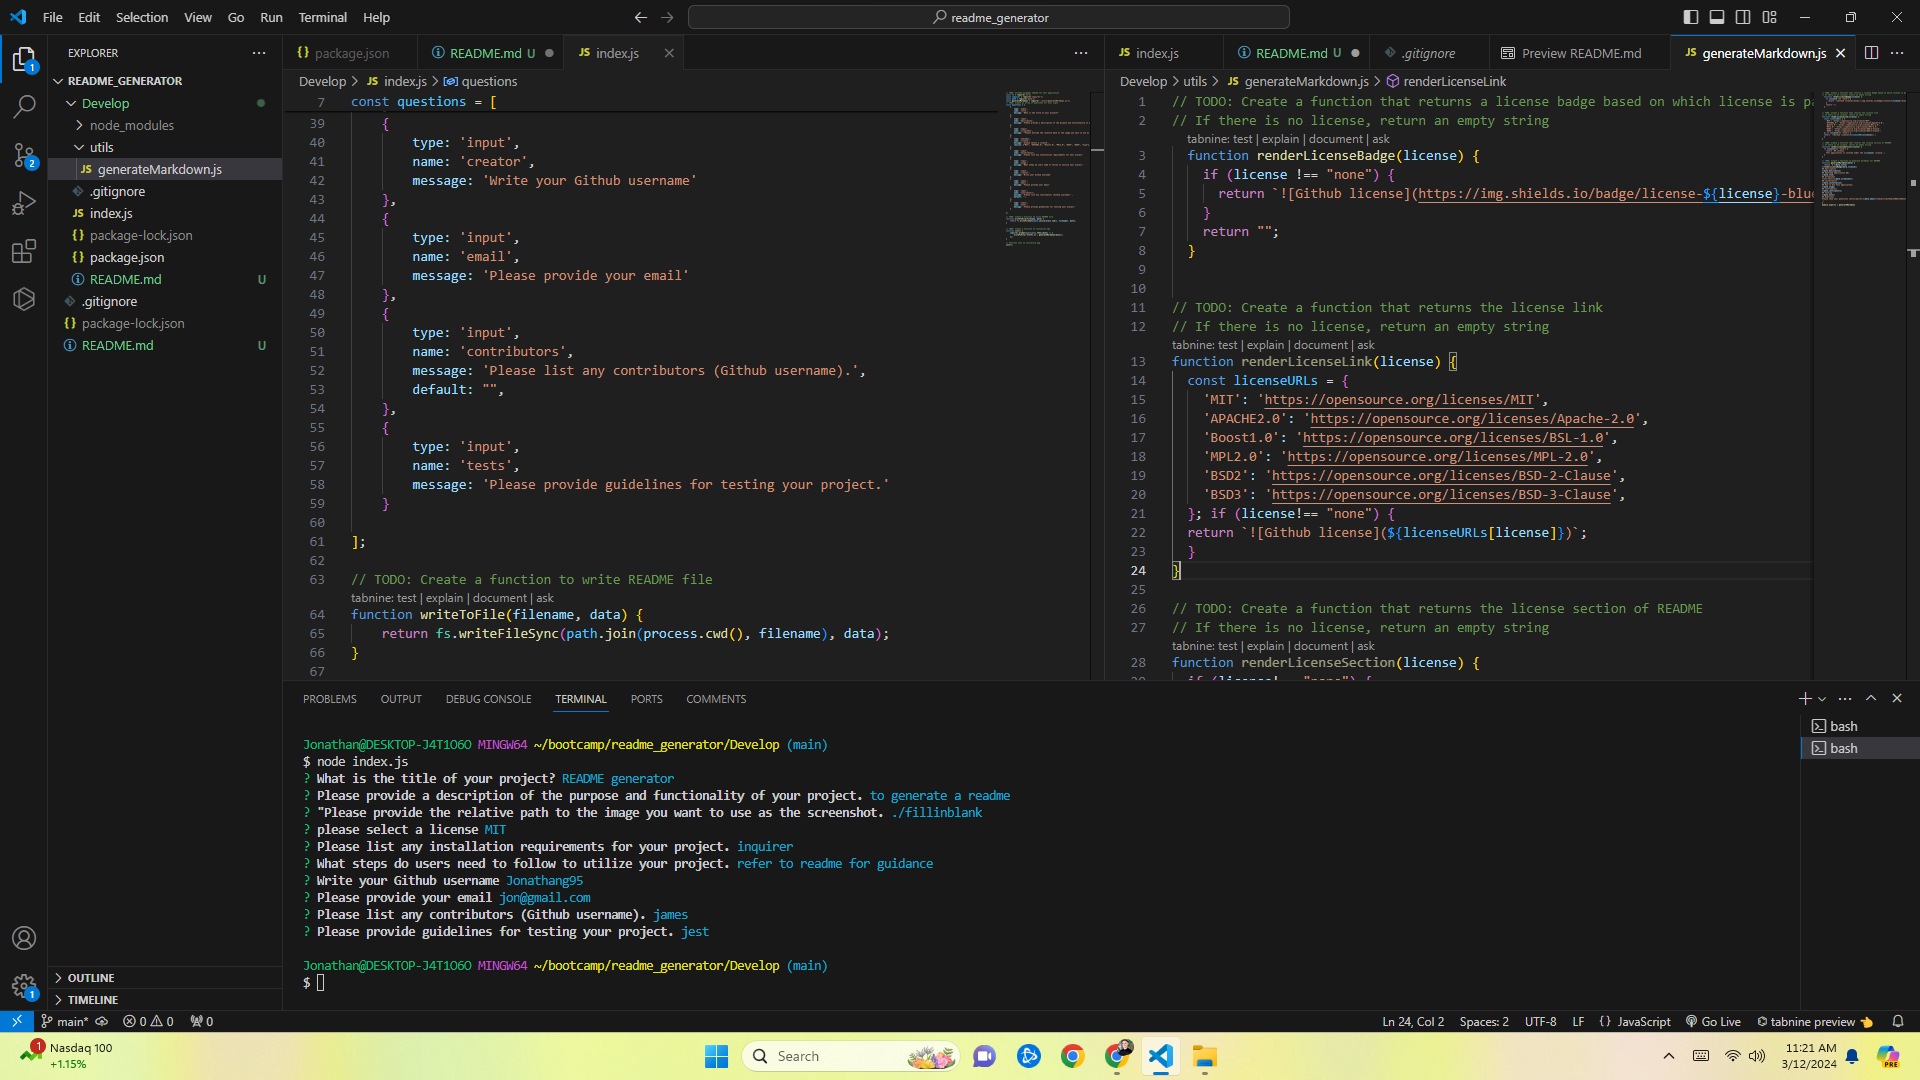 File Edit Selection View Go Run Terminal Help
readme_generator
EXPLORER
README_GENERATOR
Develop
node_modules
utils
JS generateMarkdown.js
.gitignore
JS index.js
{} package-lock.json
{} package.json
README.md U
.gitignore
{} package-lock.json
README.md U
OUTLINE
TIMELINE
1
2
1
{} package.json
README.md U
JS index.js
Develop > JS index.js > questions
7 const questions = [
39 {
40 type: 'input',
41 name: 'creator',
42 message: 'Write your Github username'
43 },
44 {
45 type: 'input',
46 name: 'email',
47 message: 'Please provide your email'
48 },
49 {
50 type: 'input',
51 name: 'contributors',
52 message: 'Please list any contributors (Github username).',
53 default: "",
54 },
55 {
56 type: 'input',
57 name: 'tests',
58 message: 'Please provide guidelines for testing your project.'
59 }
60
61 ];
62
63 // TODO: Create a function to write README file
tabnine: test | explain | document | ask
64 function writeToFile(filename, data) {
65 return fs.writeFileSync(path.join(process.cwd(), filename), data);
66 }
67
JS index.js
README.md U
.gitignore
Preview README.md
JS generateMarkdown.js
Develop > utils > JS generateMarkdown.js > renderLicenseLink
1 // TODO: Create a function that returns a license badge based on which license is pa
2 // If there is no license, return an empty string
tabnine: test | explain | document | ask
3 function renderLicenseBadge(license) {
4 if (license !== "none") {
5 return `![Github license](https://img.shields.io/badge/license-${license}-blue
6 }
7 return "";
8 }
9
10
11 // TODO: Create a function that returns the license link
12 // If there is no license, return an empty string
tabnine: test | explain | document | ask
13 function renderLicenseLink(license) {
14 const licenseURLs = {
15 'MIT': 'https://opensource.org/licenses/MIT',
16 'APACHE2.0': 'https://opensource.org/licenses/Apache-2.0',
17 'Boost1.0': 'https://opensource.org/licenses/BSL-1.0',
18 'MPL2.0': 'https://opensource.org/licenses/MPL-2.0',
19 'BSD2': 'https://opensource.org/licenses/BSD-2-Clause',
20 'BSD3': 'https://opensource.org/licenses/BSD-3-Clause',
21 }; if (license!== "none") {
22 return `![Github license](${licenseURLs[license]})`;
23 }
24 }
25
26 // TODO: Create a function that returns the license section of README
27 // If there is no license, return an empty string
tabnine: test | explain | document | ask
28 function renderLicenseSection(license) {
PROBLEMS OUTPUT DEBUG CONSOLE TERMINAL PORTS COMMENTS
Jonathan@DESKTOP-J4T1O6O MINGW64 ~/bootcamp/readme_generator/Develop (main)
$ node index.js
? What is the title of your project? README generator
? Please provide a description of the purpose and functionality of your project. to generate a readme
? "Please provide the relative path to the image you want to use as the screenshot. ./fillinblank
? please select a license MIT
? Please list any installation requirements for your project. inquirer
? What steps do users need to follow to utilize your project. refer to readme for guidance
? Write your Github username Jonathang95
? Please provide your email jon@gmail.com
? Please list any contributors (Github username). james
? Please provide guidelines for testing your project. jest
Jonathan@DESKTOP-J4T1O6O MINGW64 ~/bootcamp/readme_generator/Develop (main)
$
bash
bash
main* 0 0 0
Ln 24, Col 2 Spaces: 2 UTF-8 LF {} JavaScript Go Live tabnine preview
1
Nasdaq 100
+1.15%
Search
11:21 AM
3/12/2024
PRE